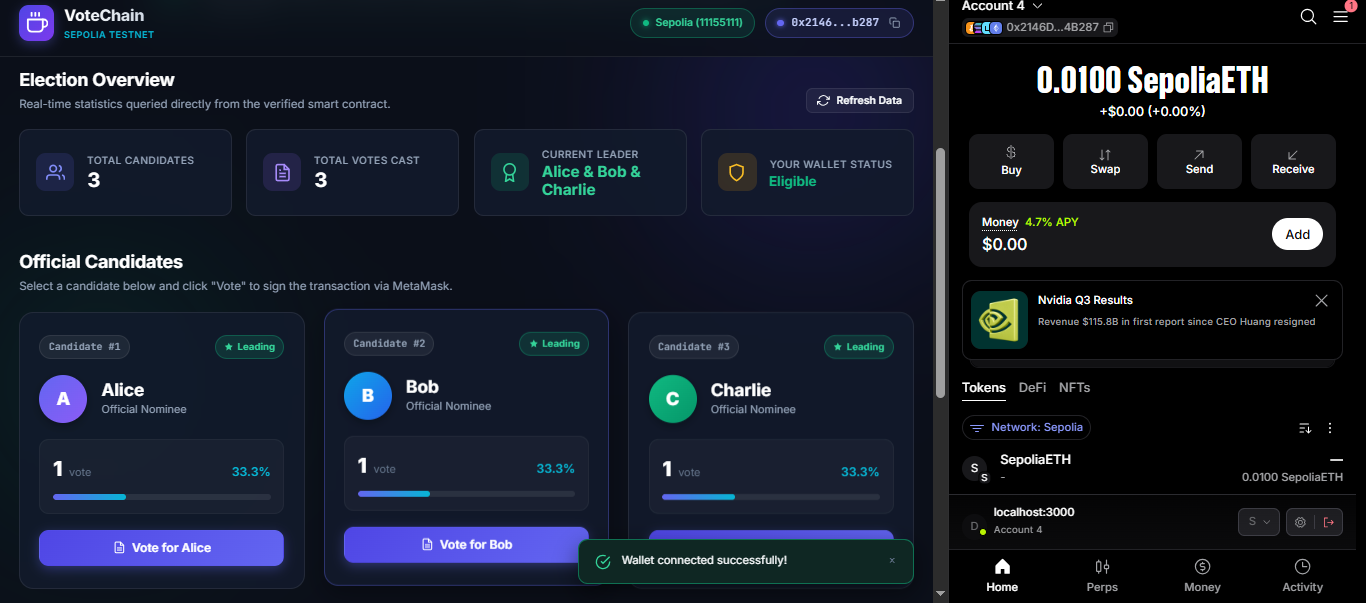 VoteChain
SEPOLIA TESTNET
Sepolia (11155111)
0x2146...b287
Election Overview
Real-time statistics queried directly from the verified smart contract.
Refresh Data
TOTAL CANDIDATES
3
TOTAL VOTES CAST
3
CURRENT LEADER
Alice & Bob &
Charlie
YOUR WALLET STATUS
Eligible
Official Candidates
Select a candidate below and click "Vote" to sign the transaction via MetaMask.
Candidate #1
★ Leading
A
Alice
Official Nominee
1 vote
33.3%
Vote for Alice
Candidate #2
★ Leading
B
Bob
Official Nominee
1 vote
33.3%
Vote for Bob
Candidate #3
★ Leading
C
Charlie
Official Nominee
1 vote
33.3%
Wallet connected successfully!
×
Account 4
1
0x2146D...4B287
0.0100 SepoliaETH
+$0.00 (+0.00%)
Buy
Swap
Send
Receive
Money 4.7% APY
$0.00
Add
Nvidia Q3 Results
Revenue $115.8B in first report since CEO Huang resigned
Tokens DeFi NFTs
Network: Sepolia
S
S
SepoliaETH
—
-
0.0100 SepoliaETH
D
localhost:3000
Account 4
S
Home
Perps
Money
Activity